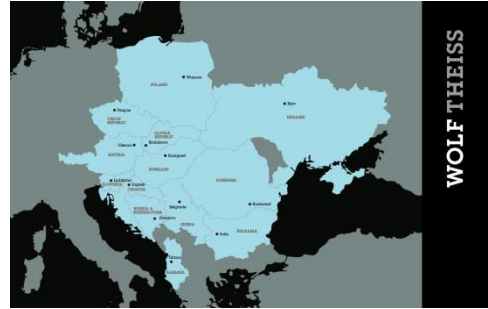 WOLF THEISS
POLAND
Warsaw
Prague
CZECH
REPUBLIC
Kyiv
UKRAINE
SLOVAK
REPUBLIC
Bratislava
Vienna
AUSTRIA
Budapest
HUNGARY
ROMANIA
Ljubljana
SLOVENIA
Zagreb
CROATIA
BOSNIA &
HERZEGOVINA
Sarajevo
Belgrade
SERBIA
Bucharest
Sofia
BULGARIA
Tirana
ALBANIA